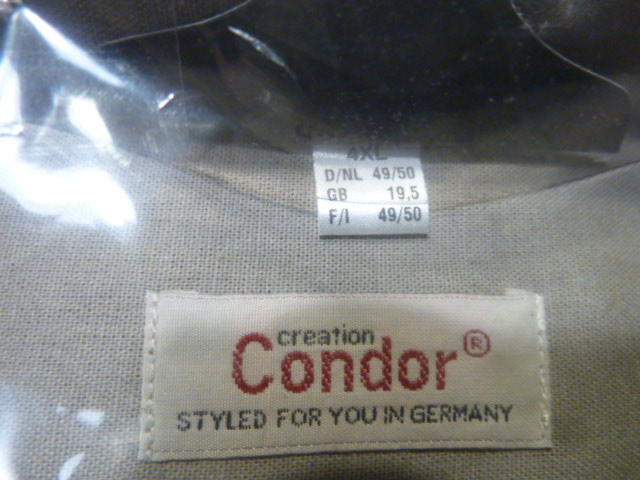 4XL
D/NL 49/50
GB 19,5
F/I 49/50
creation
Condor®
STYLED FOR YOU IN GERMANY